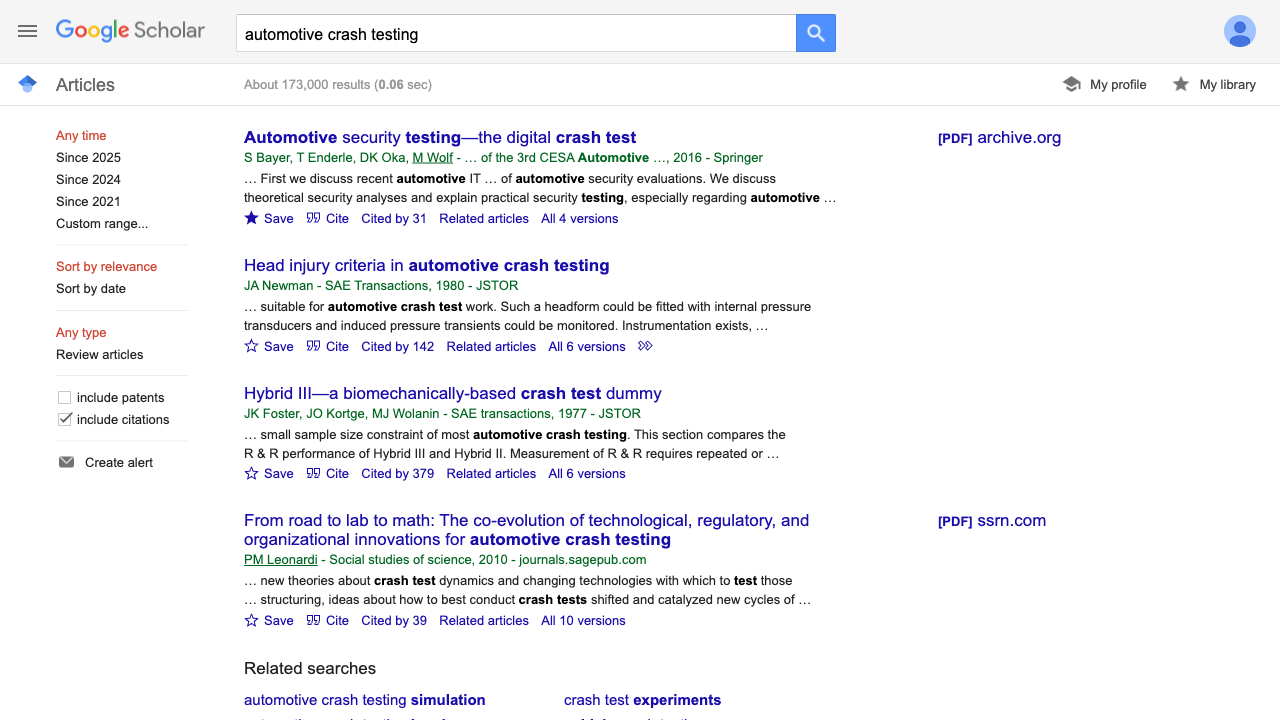 Google Scholar
automotive crash testing
Articles
About 173,000 results (0.06 sec)
My profile
My library
Any time
Since 2025
Since 2024
Since 2021
Custom range...
Sort by relevance
Sort by date
Any type
Review articles
include patents
include citations
Create alert
Automotive security testing—the digital crash test
S Bayer, T Enderle, DK Oka, M Wolf - … of the 3rd CESA Automotive …, 2016 - Springer
… First we discuss recent automotive IT … of automotive security evaluations. We discuss
theoretical security analyses and explain practical security testing, especially regarding automotive …
Save Cite Cited by 31 Related articles All 4 versions
[PDF] archive.org
Head injury criteria in automotive crash testing
JA Newman - SAE Transactions, 1980 - JSTOR
… suitable for automotive crash test work. Such a headform could be fitted with internal pressure
transducers and induced pressure transients could be monitored. Instrumentation exists, …
Save Cite Cited by 142 Related articles All 6 versions
Hybrid III—a biomechanically-based crash test dummy
JK Foster, JO Kortge, MJ Wolanin - SAE transactions, 1977 - JSTOR
… small sample size constraint of most automotive crash testing. This section compares the
R & R performance of Hybrid III and Hybrid II. Measurement of R & R requires repeated or …
Save Cite Cited by 379 Related articles All 6 versions
From road to lab to math: The co-evolution of technological, regulatory, and
organizational innovations for automotive crash testing
PM Leonardi - Social studies of science, 2010 - journals.sagepub.com
… new theories about crash test dynamics and changing technologies with which to test those
… structuring, ideas about how to best conduct crash tests shifted and catalyzed new cycles of …
Save Cite Cited by 39 Related articles All 10 versions
[PDF] ssrn.com
Related searches
automotive crash testing simulation
crash test experiments